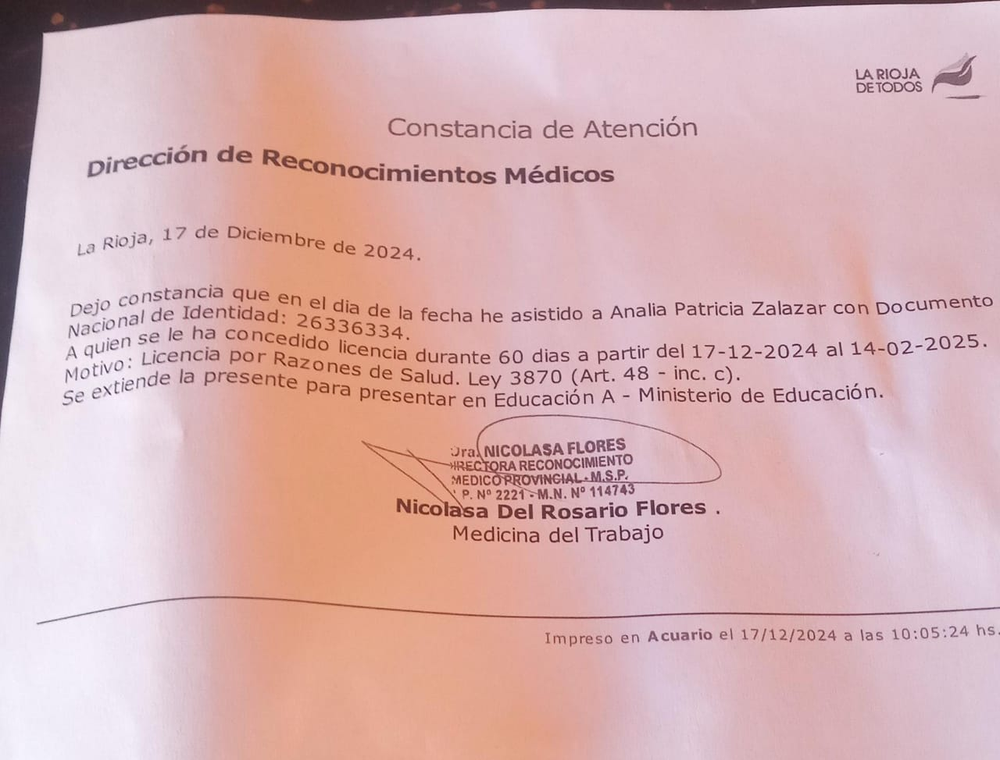 LA RIOJA
DE TODOS
Constancia de Atención
Dirección de Reconocimientos Médicos
La Rioja, 17 de Diciembre de 2024.
Dejo constancia que en el dia de la fecha he asistido a Analia Patricia Zalazar con Documento
Nacional de Identidad: 26336334.
A quien se le ha concedido licencia durante 60 dias a partir del 17-12-2024 al 14-02-2025.
Motivo: Licencia por Razones de Salud. Ley 3870 (Art. 48 - inc. c).
Se extiende la presente para presentar en Educación A - Ministerio de Educación.
Dra. NICOLASA FLORES
DIRECTORA RECONOCIMIENTO
MEDICO PROVINCIAL - M.S.P.
P. Nº 2221 - M.N. Nº 114743
Nicolasa Del Rosario Flores .
Medicina del Trabajo
Impreso en Acuario el 17/12/2024 a las 10:05:24 hs.